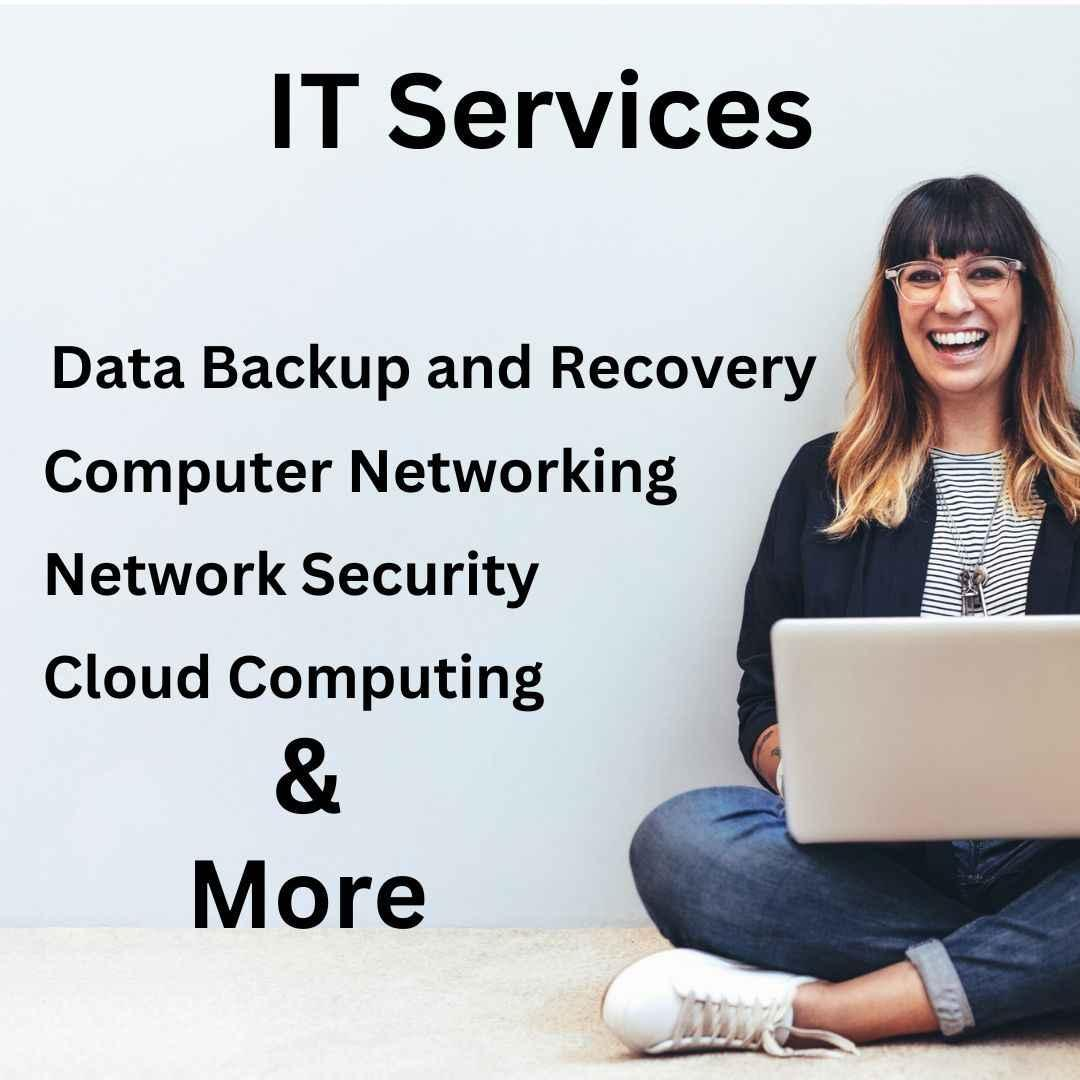 IT Services
Data Backup and Recovery
Computer Networking
Network Security
Cloud Computing
&
More